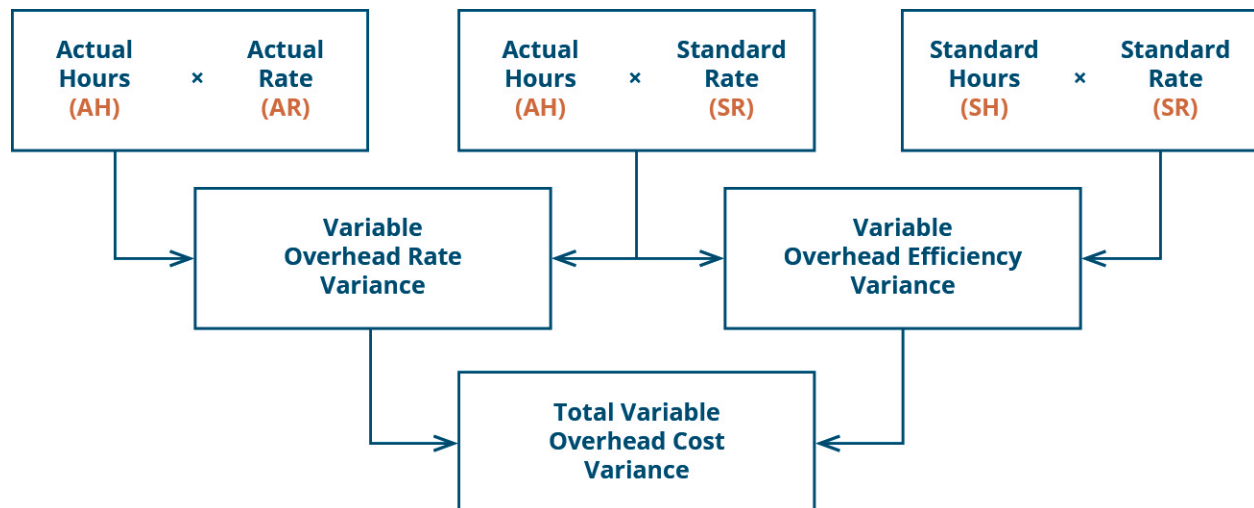 Actual Hours (AH) × Actual Rate (AR)
Actual Hours (AH) × Standard Rate (SR)
Standard Hours (SH) × Standard Rate (SR)
Variable
Overhead Rate
Variance
Variable
Overhead Efficiency
Variance
Total Variable
Overhead Cost
Variance